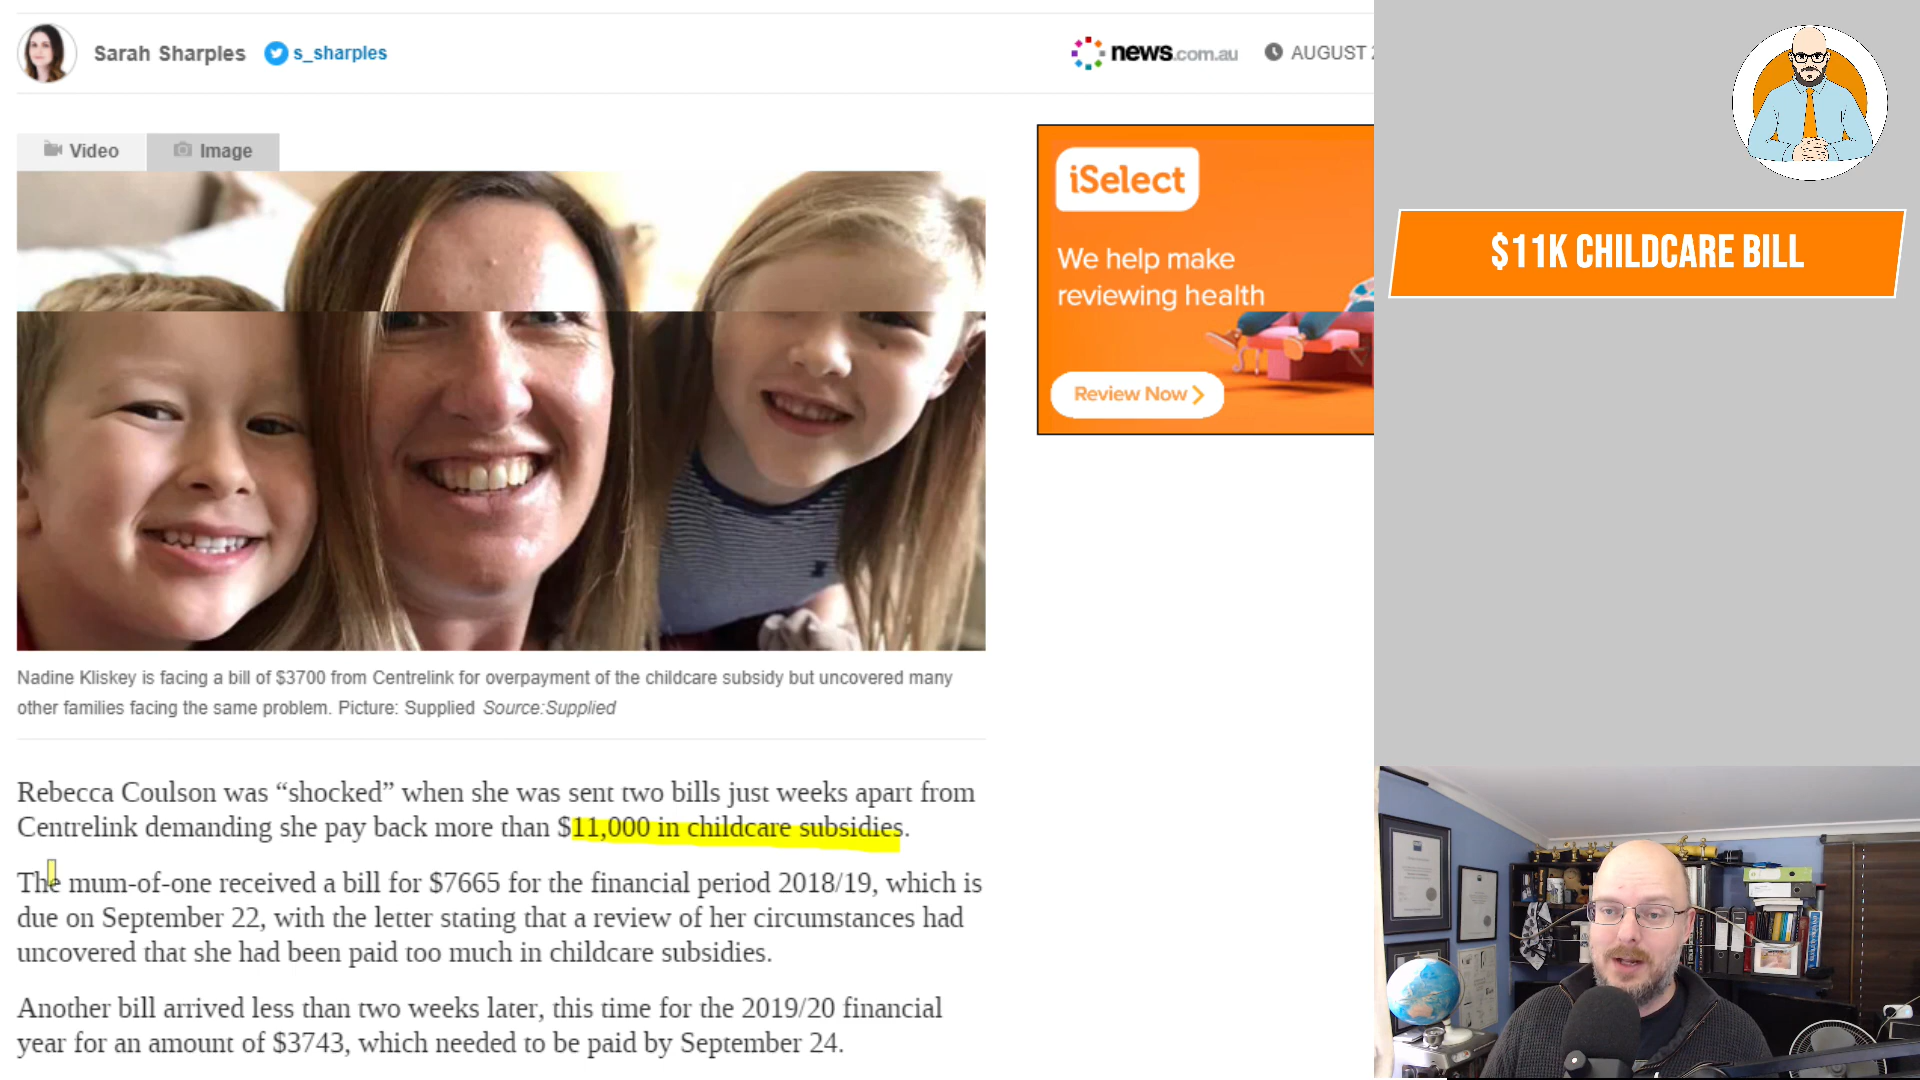 Sarah Sharples s_sharples
news.com.au AUGUST
Video Image
iSelect
We help make
reviewing health
Review Now
$11K CHILDCARE BILL
Nadine Kliskey is facing a bill of $3700 from Centrelink for overpayment of the childcare subsidy but uncovered many
other families facing the same problem. Picture: Supplied Source:Supplied
Rebecca Coulson was “shocked” when she was sent two bills just weeks apart from
Centrelink demanding she pay back more than $11,000 in childcare subsidies.
The mum-of-one received a bill for $7665 for the financial period 2018/19, which is
due on September 22, with the letter stating that a review of her circumstances had
uncovered that she had been paid too much in childcare subsidies.
Another bill arrived less than two weeks later, this time for the 2019/20 financial
year for an amount of $3743, which needed to be paid by September 24.